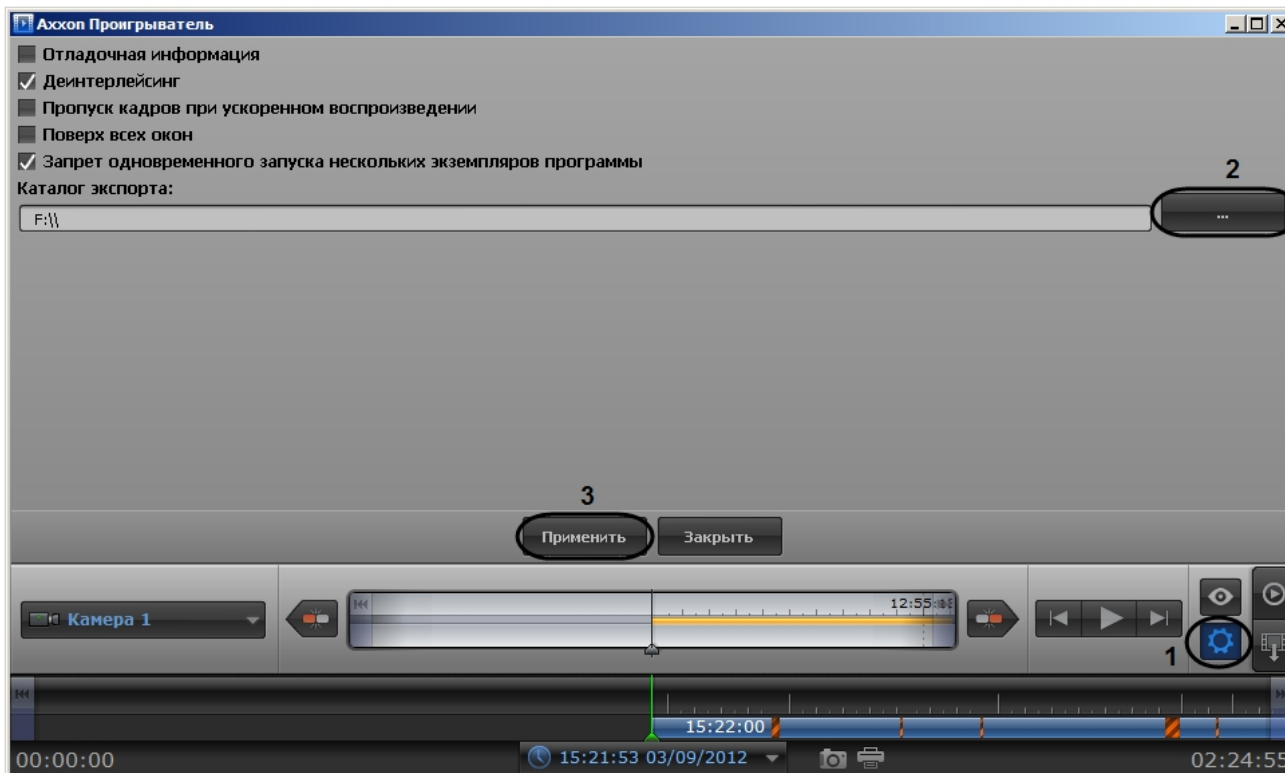 Axxon Проигрыватель
Отладочная информация
Деинтерлейсинг
Пропуск кадров при ускоренном воспроизведении
Поверх всех окон
Запрет одновременного запуска нескольких экземпляров программы
2
Каталог экспорта:
F:\\
...
3
Применить
Закрыть
12:55
Камера 1
1
15:22:00
00:00:00
15:21:53 03/09/2012
02:24:55